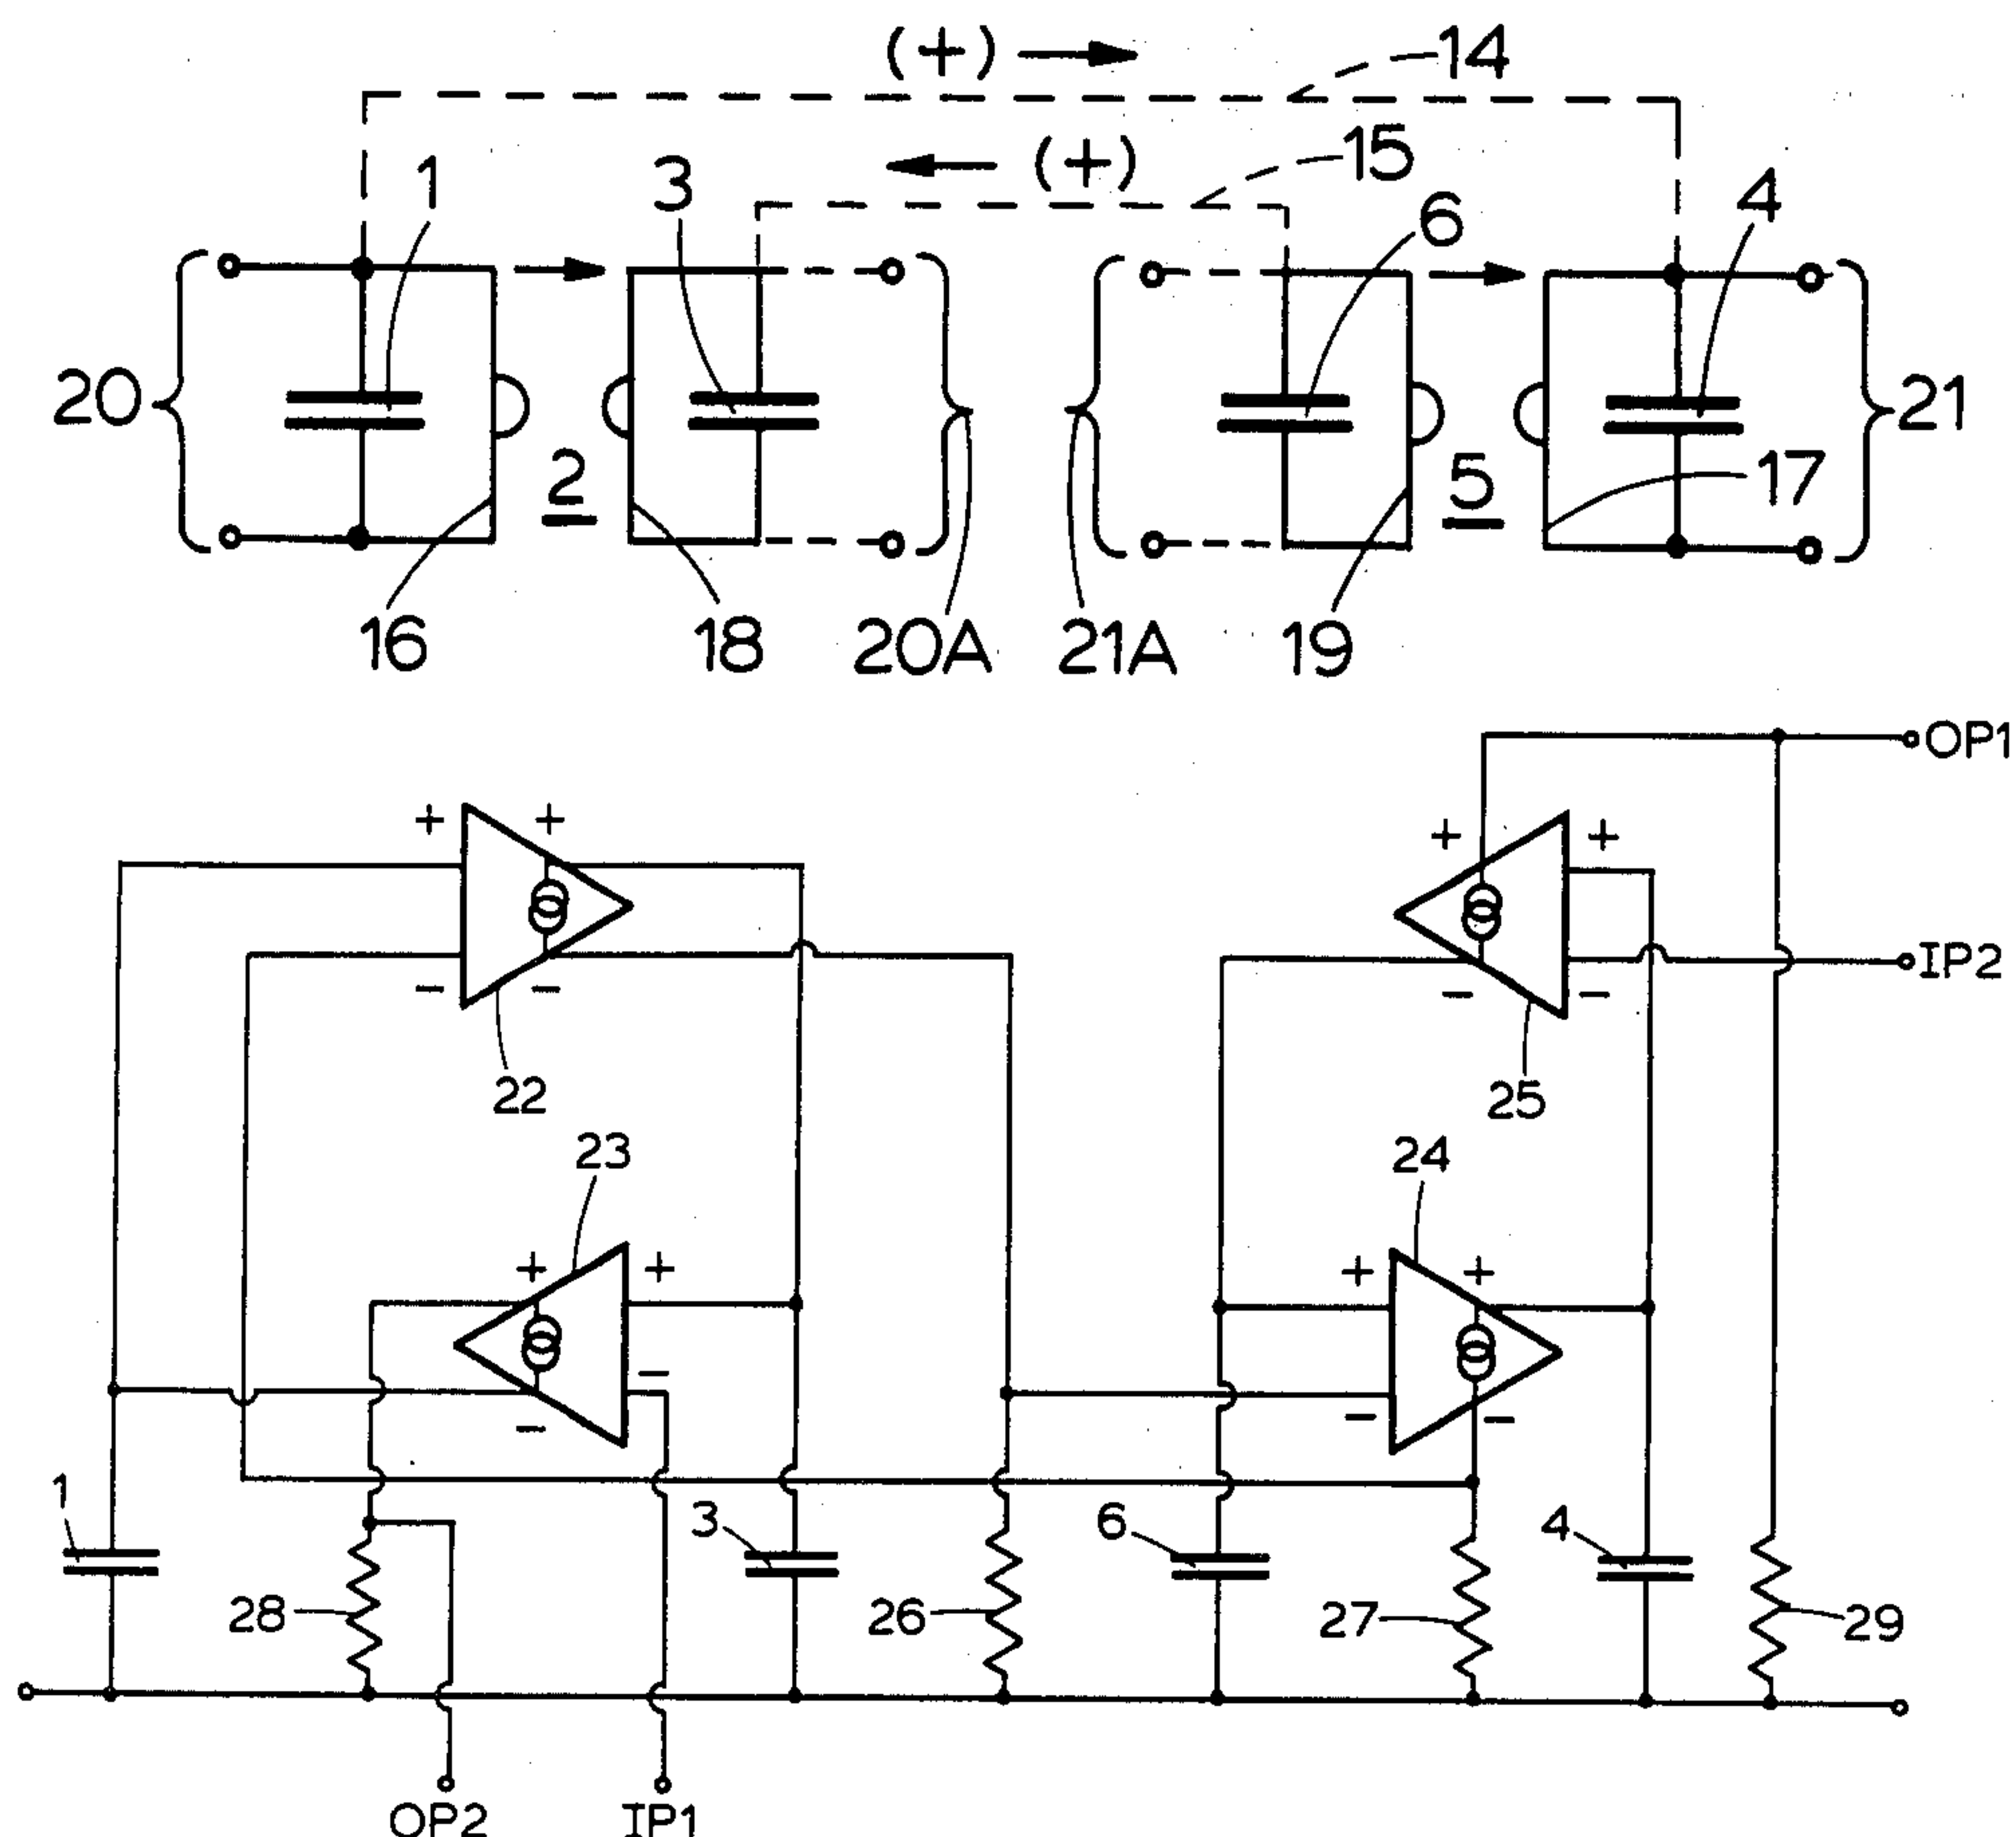 (+) 14
(+) 15
1 3 6 4
20 2 5 21
17
16 18 20A 21A 19
OP1
+ + + +
IP2
- - - -
22 25
23 24
+ + + +
-
- - -
1 3 6 4
28 26 27 29
OP2 IP1